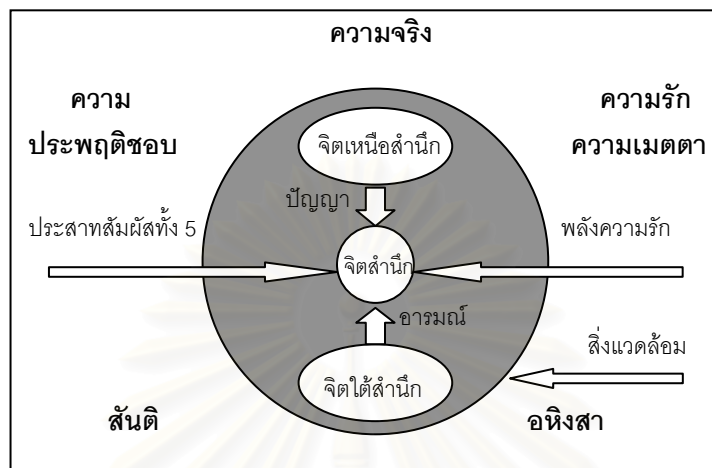 ความจริง
ความ
ประพฤติชอบ
ความรัก
ความเมตตา
จิตเหนือสำนึก
ปัญญา
ประสาทสัมผัสทั้ง 5
จิตสำนึก
พลังความรัก
อารมณ์
สิ่งแวดล้อม
จิตใต้สำนึก
สันติ
อหิงสา